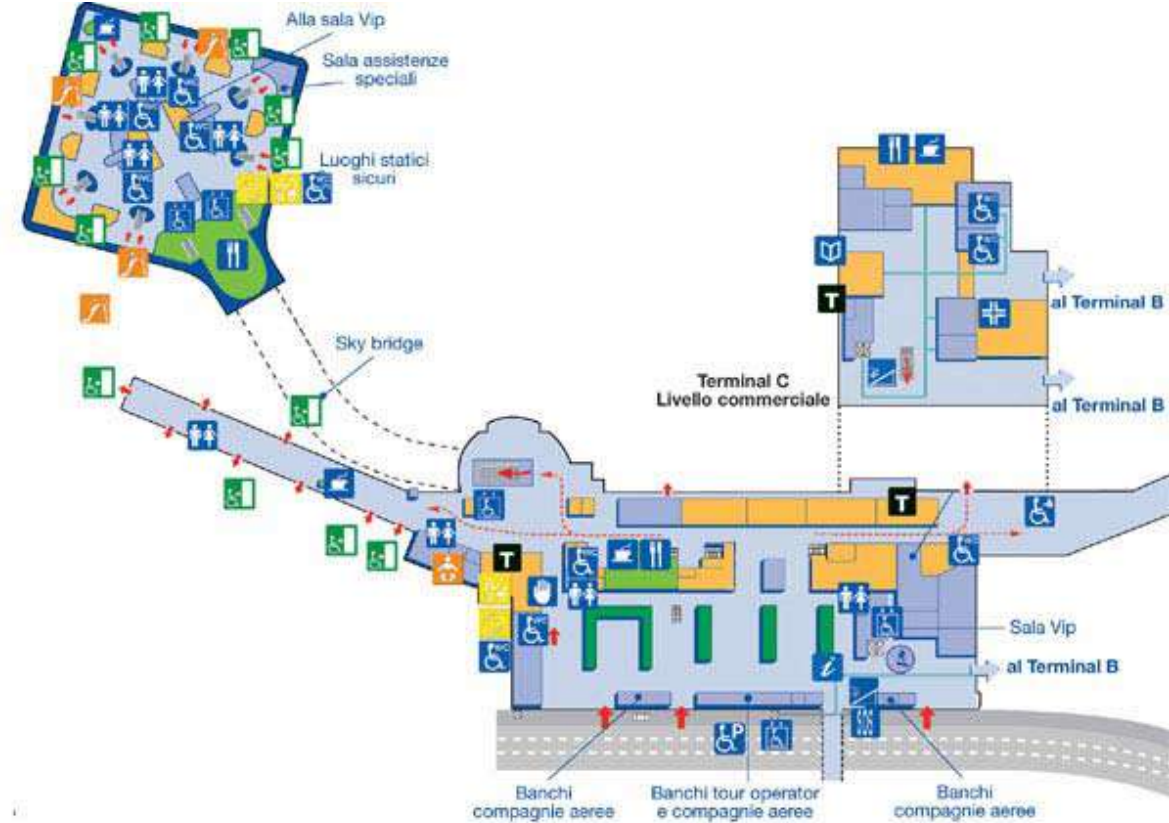 Alla sala Vip
Sala assistenze
speciali
Luoghi statici
sicuri
Sky bridge
al Terminal B
Terminal C
Livello commerciale
al Terminal B
T
T
T
i
P
SOS
Sala Vip
al Terminal B
Banchi
compagnie aeree
Banchi tour operator
e compagnie aeree
Banchi
compagnie aeree